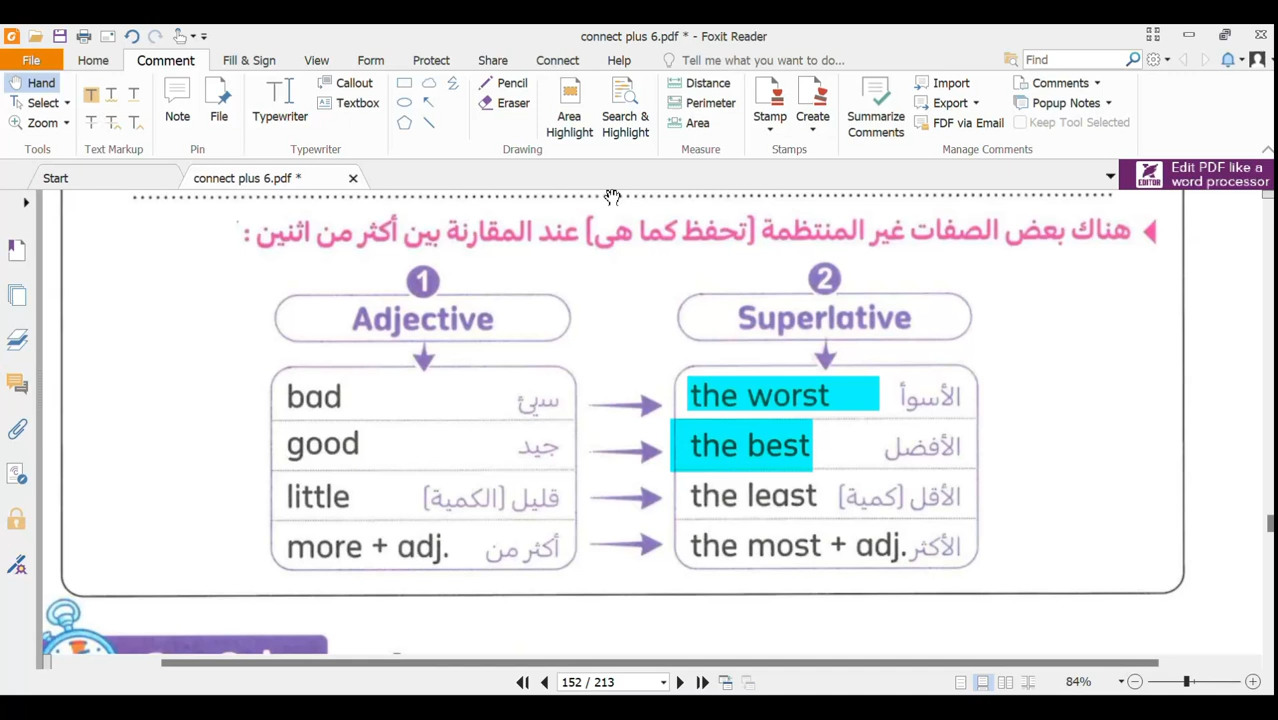 connect plus 6.pdf * - Foxit Reader
File Home Comment Fill & Sign View Form Protect Share Connect Help Tell me what you want to do... Find
Hand Select Zoom Tools
Text Markup
Note File Pin
Typewriter Callout Textbox Typewriter
Pencil Eraser Area Highlight Search & Highlight Drawing
Distance Perimeter Area Measure
Stamp Create Stamps
Summarize Comments Import Export FDF via Email Comments Popup Notes Keep Tool Selected Manage Comments
Start connect plus 6.pdf * EDITOR Edit PDF like a word processor
هناك بعض الصفات غير المنتظمة [تحفظ كما هى] عند المقارنة بين أكثر من اثنين :
1 2
Adjective Superlative
bad سيئ the worst الأسوأ
good جيد the best الأفضل
little قليل [الكمية] the least الأقل [كمية]
more + adj. أكثر من the most + adj. الأكثر
152 / 213 84%